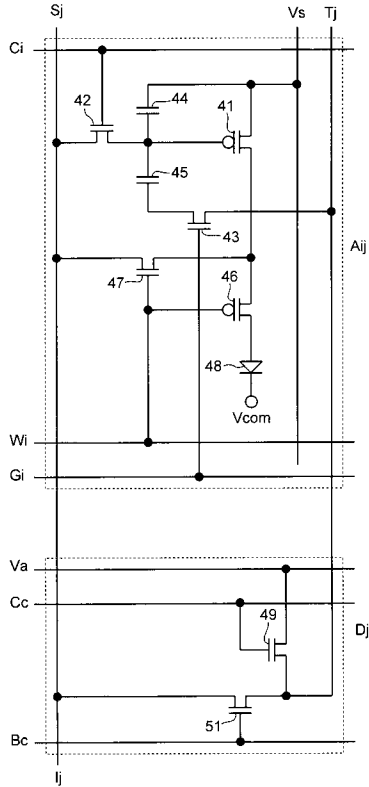 Sj Vs Tj
Ci
42 44 41
45
43
Aij
47 46
48
Vcom
Wi
Gi
Va
Cc
49 Dj
51
Bc
Ij